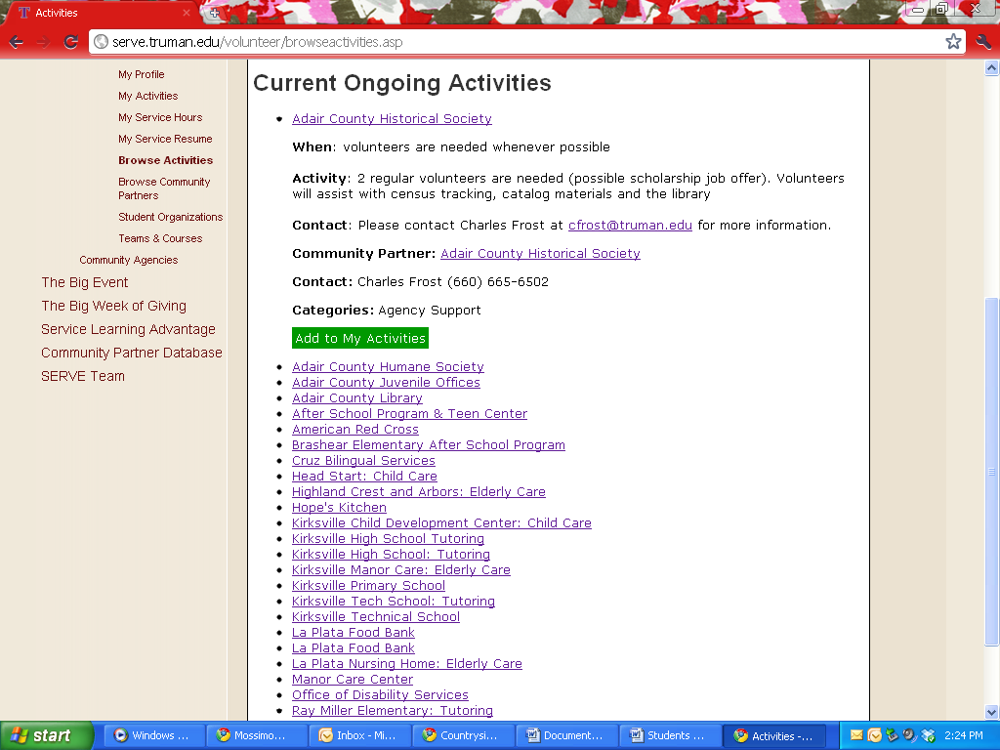 Activities
serve.truman.edu/volunteer/browseactivities.asp
My Profile
My Activities
My Service Hours
My Service Resume
Browse Activities
Browse Community
Partners
Student Organizations
Teams & Courses
Community Agencies
The Big Event
The Big Week of Giving
Service Learning Advantage
Community Partner Database
SERVE Team
Current Ongoing Activities
Adair County Historical Society
When: volunteers are needed whenever possible
Activity: 2 regular volunteers are needed (possible scholarship job offer). Volunteers
will assist with census tracking, catalog materials and the library
Contact: Please contact Charles Frost at cfrost@truman.edu for more information.
Community Partner: Adair County Historical Society
Contact: Charles Frost (660) 665-6502
Categories: Agency Support
Add to My Activities
Adair County Humane Society
Adair County Juvenile Offices
Adair County Library
After School Program & Teen Center
American Red Cross
Brashear Elementary After School Program
Cruz Bilingual Services
Head Start: Child Care
Highland Crest and Arbors: Elderly Care
Hope's Kitchen
Kirksville Child Development Center: Child Care
Kirksville High School Tutoring
Kirksville High School: Tutoring
Kirksville Manor Care: Elderly Care
Kirksville Primary School
Kirksville Tech School: Tutoring
Kirksville Technical School
La Plata Food Bank
La Plata Food Bank
La Plata Nursing Home: Elderly Care
Manor Care Center
Office of Disability Services
Ray Miller Elementary: Tutoring
start
Windows ...
Mossimo...
Inbox - Mi...
Countrysi...
Document...
Students ...
Activities -...
2:24 PM